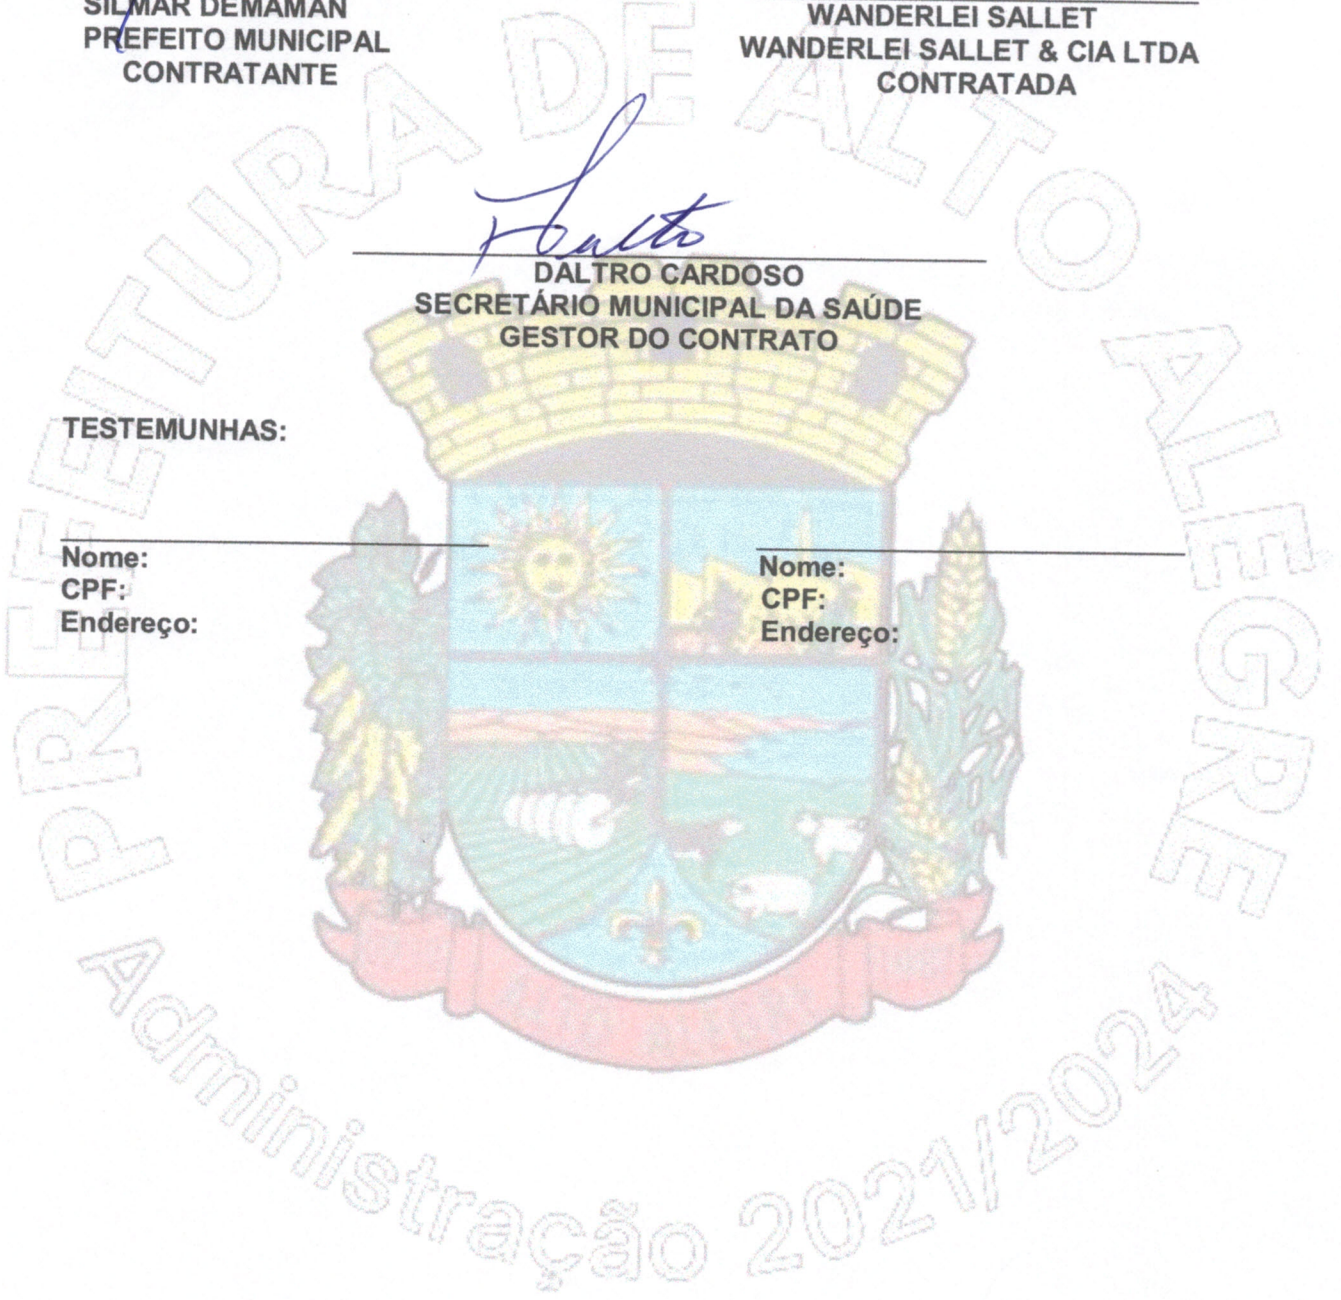 SILMAR DEMAMAN
PREFEITO MUNICIPAL
CONTRATANTE
WANDERLEI SALLET
WANDERLEI SALLET & CIA LTDA
CONTRATADA
DALTRO CARDOSO
SECRETÁRIO MUNICIPAL DA SAÚDE
GESTOR DO CONTRATO
TESTEMUNHAS:
Nome:
CPF:
Endereço:
Nome:
CPF:
Endereço:
PREFEITURA DE ALTO ALEGRE
Administração 2021/2024